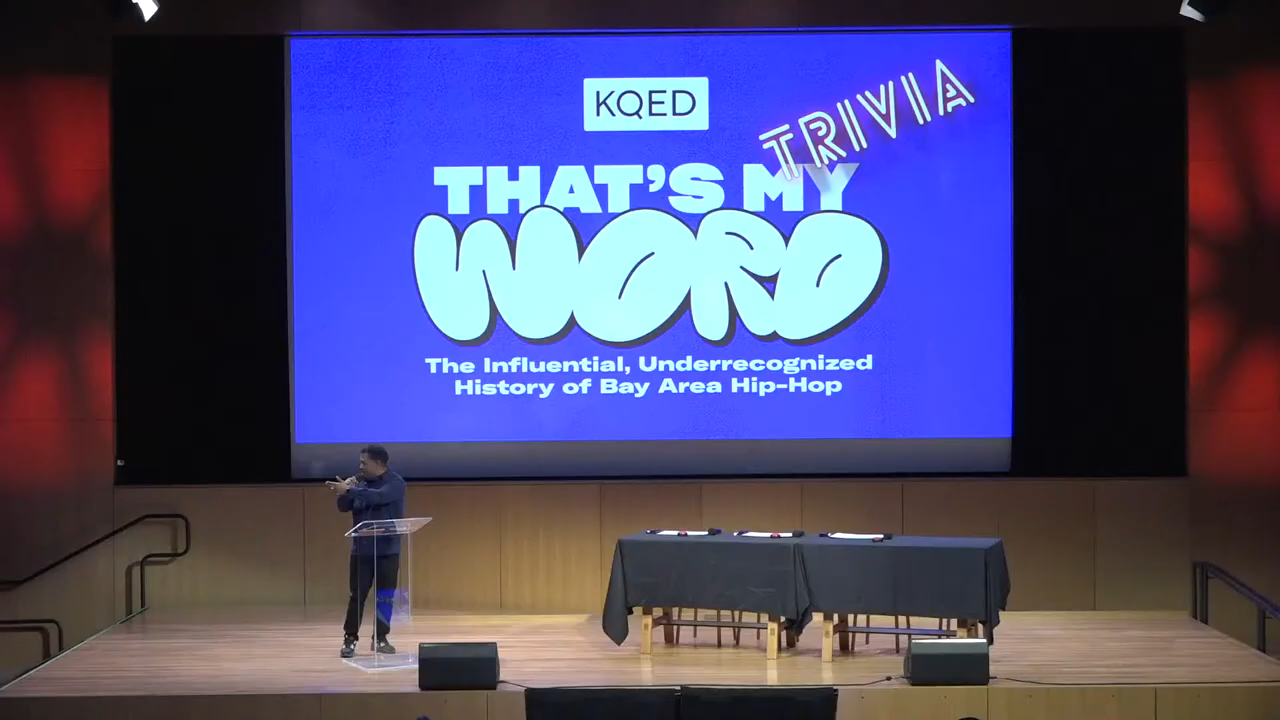 KQED
TRIVIA
THAT'S MY
WORD
The Influential, Underrecognized
History of Bay Area Hip-Hop